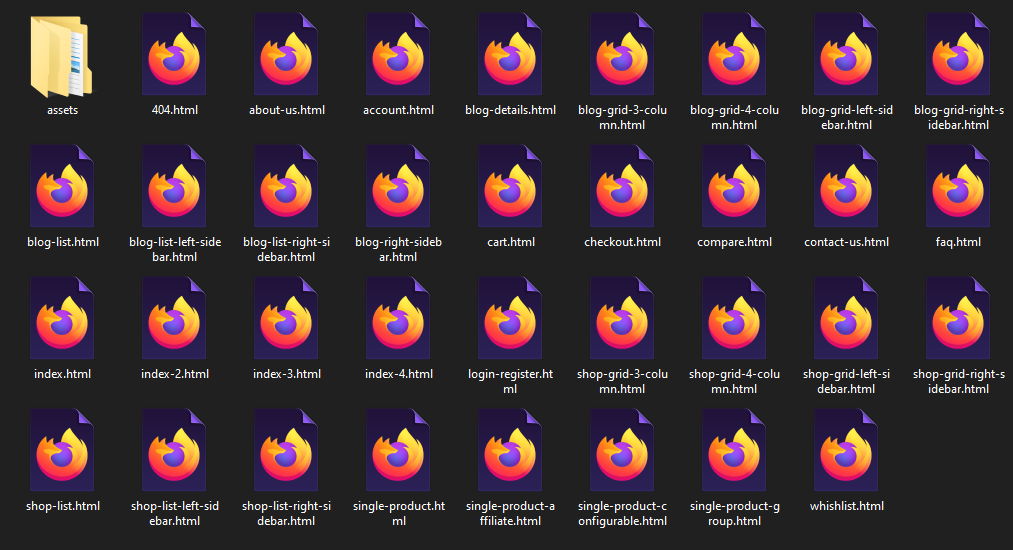 assets
404.html
about-us.html
account.html
blog-details.html
blog-grid-3-colu
mn.html
blog-grid-4-colu
mn.html
blog-grid-left-sid
ebar.html
blog-grid-right-s
idebar.html
blog-list.html
blog-list-left-side
bar.html
blog-list-right-si
debar.html
blog-right-sideb
ar.html
cart.html
checkout.html
compare.html
contact-us.html
faq.html
index.html
index-2.html
index-3.html
index-4.html
login-register.ht
ml
shop-grid-3-colu
mn.html
shop-grid-4-colu
mn.html
shop-grid-left-si
debar.html
shop-grid-right-s
idebar.html
shop-list.html
shop-list-left-sid
ebar.html
shop-list-right-si
debar.html
single-product.ht
ml
single-product-a
ffiliate.html
single-product-c
onfigurable.html
single-product-g
roup.html
whishlist.html